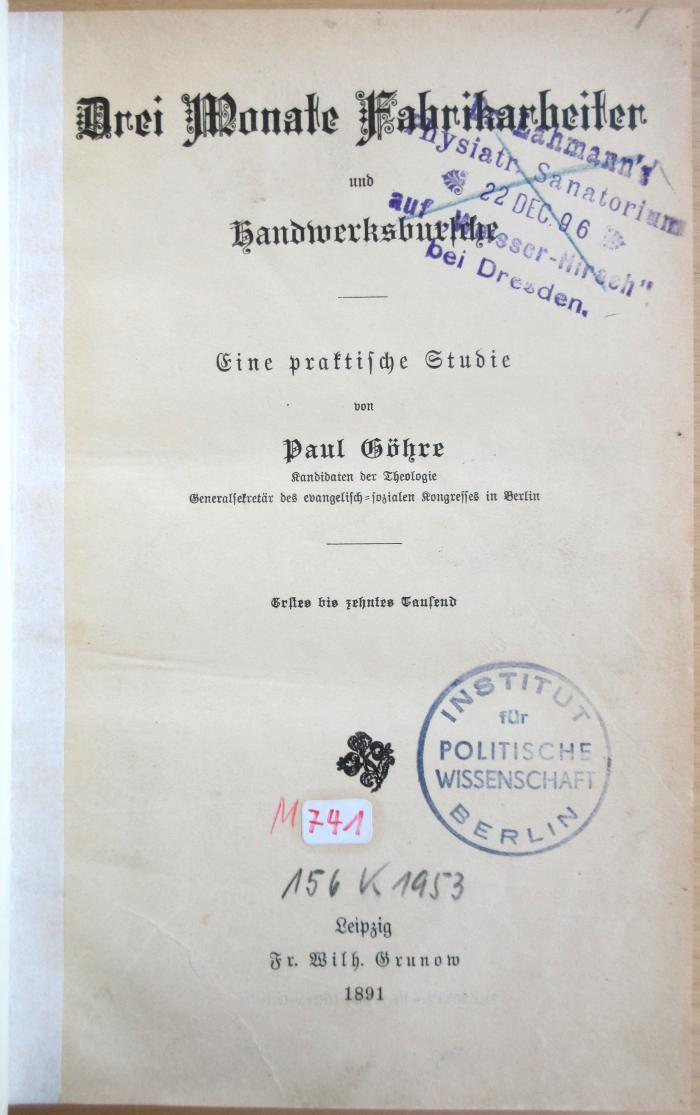 Drei Monate Fabrikarbeiter
und
Handwerksbursche
Lahmann's
Physiatr. Sanatorium
22 DEC. 96
auf "Weisser-Hirsch"
bei Dresden.
Eine praktische Studie
von
Paul Göhre
Kandidaten der Theologie
Generalsekretär des evangelisch-sozialen Kongresses in Berlin
Erstes bis zehntes Tausend
INSTITUT
für
POLITISCHE
WISSENSCHAFT
BERLIN
M 741
156 K 1953
Leipzig
Fr. Wilh. Grunow
1891